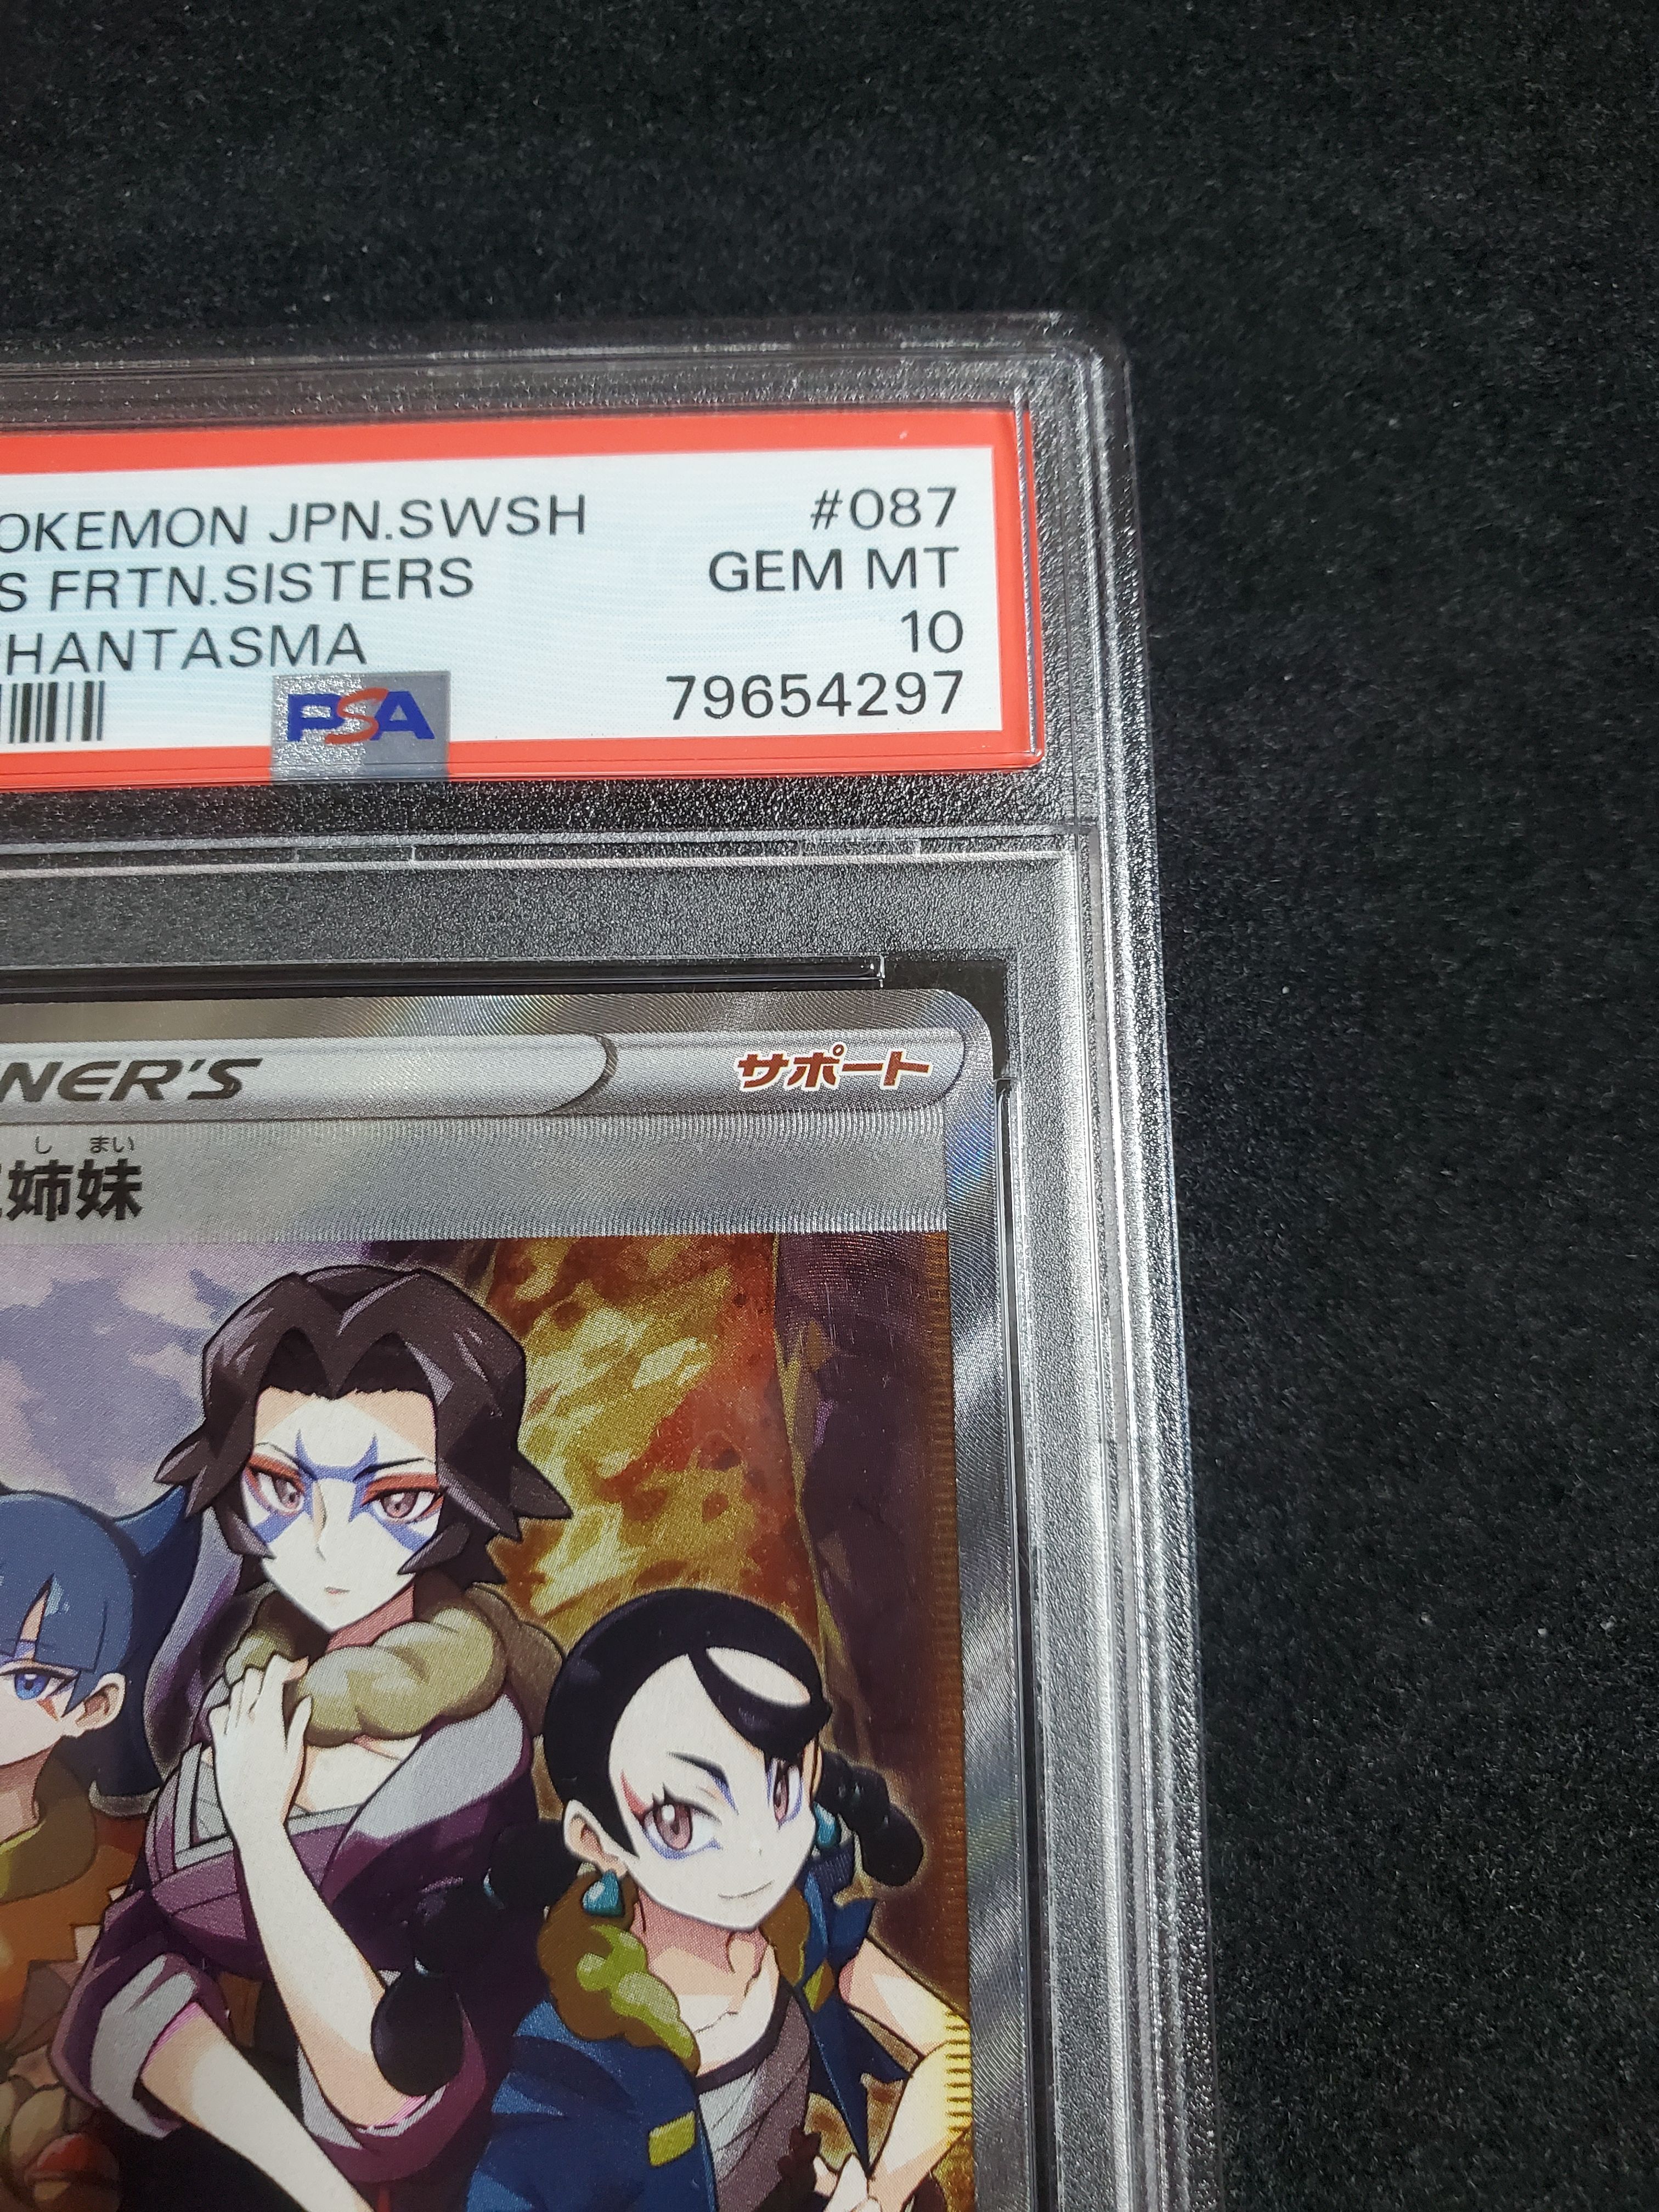 OKEMON JPN.SWSH #087
S FRTN.SISTERS GEM MT
HANTASMA 10
PSA 79654297
NER'S サポート
し まい
姉妹